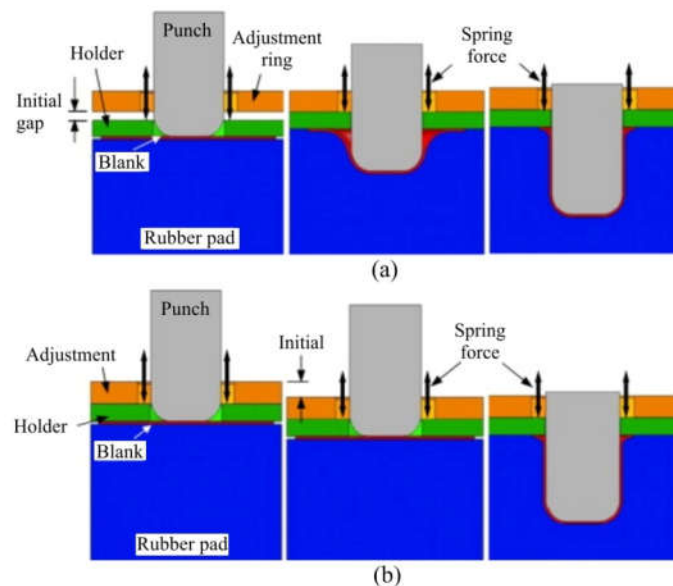 Punch
Holder
Adjustment
ring
Spring
force
Initial
gap
Blank
Rubber pad
(a)
Punch
Adjustment
Initial
Spring
force
Holder
Blank
Rubber pad
(b)